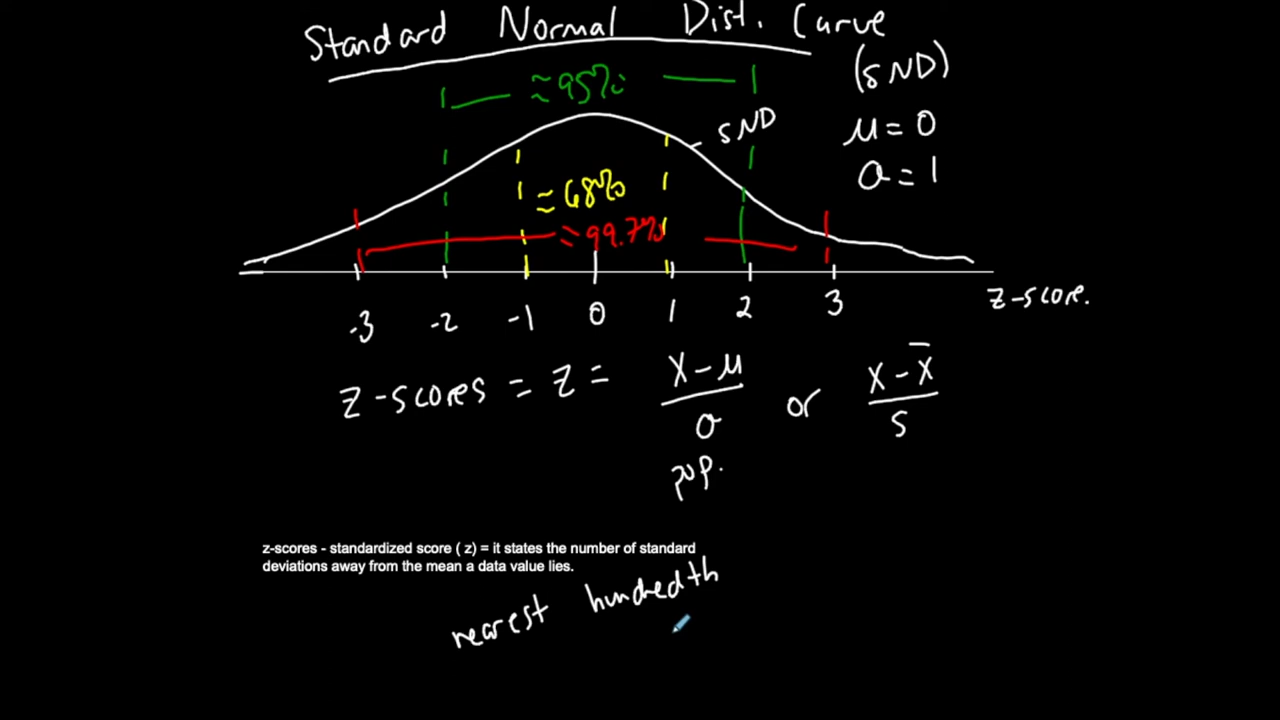 Standard Normal Dist. Curve
(SND)
≈95%
SND
μ = 0
σ = 1
≈68%
≈99.7%
-3 -2 -1 0 1 2 3 z-score.
z-scores = z = x-μ/σ or x-x̄/s
pop.
z-scores - standardized score ( z) = it states the number of standard
deviations away from the mean a data value lies.
nearest hundredth